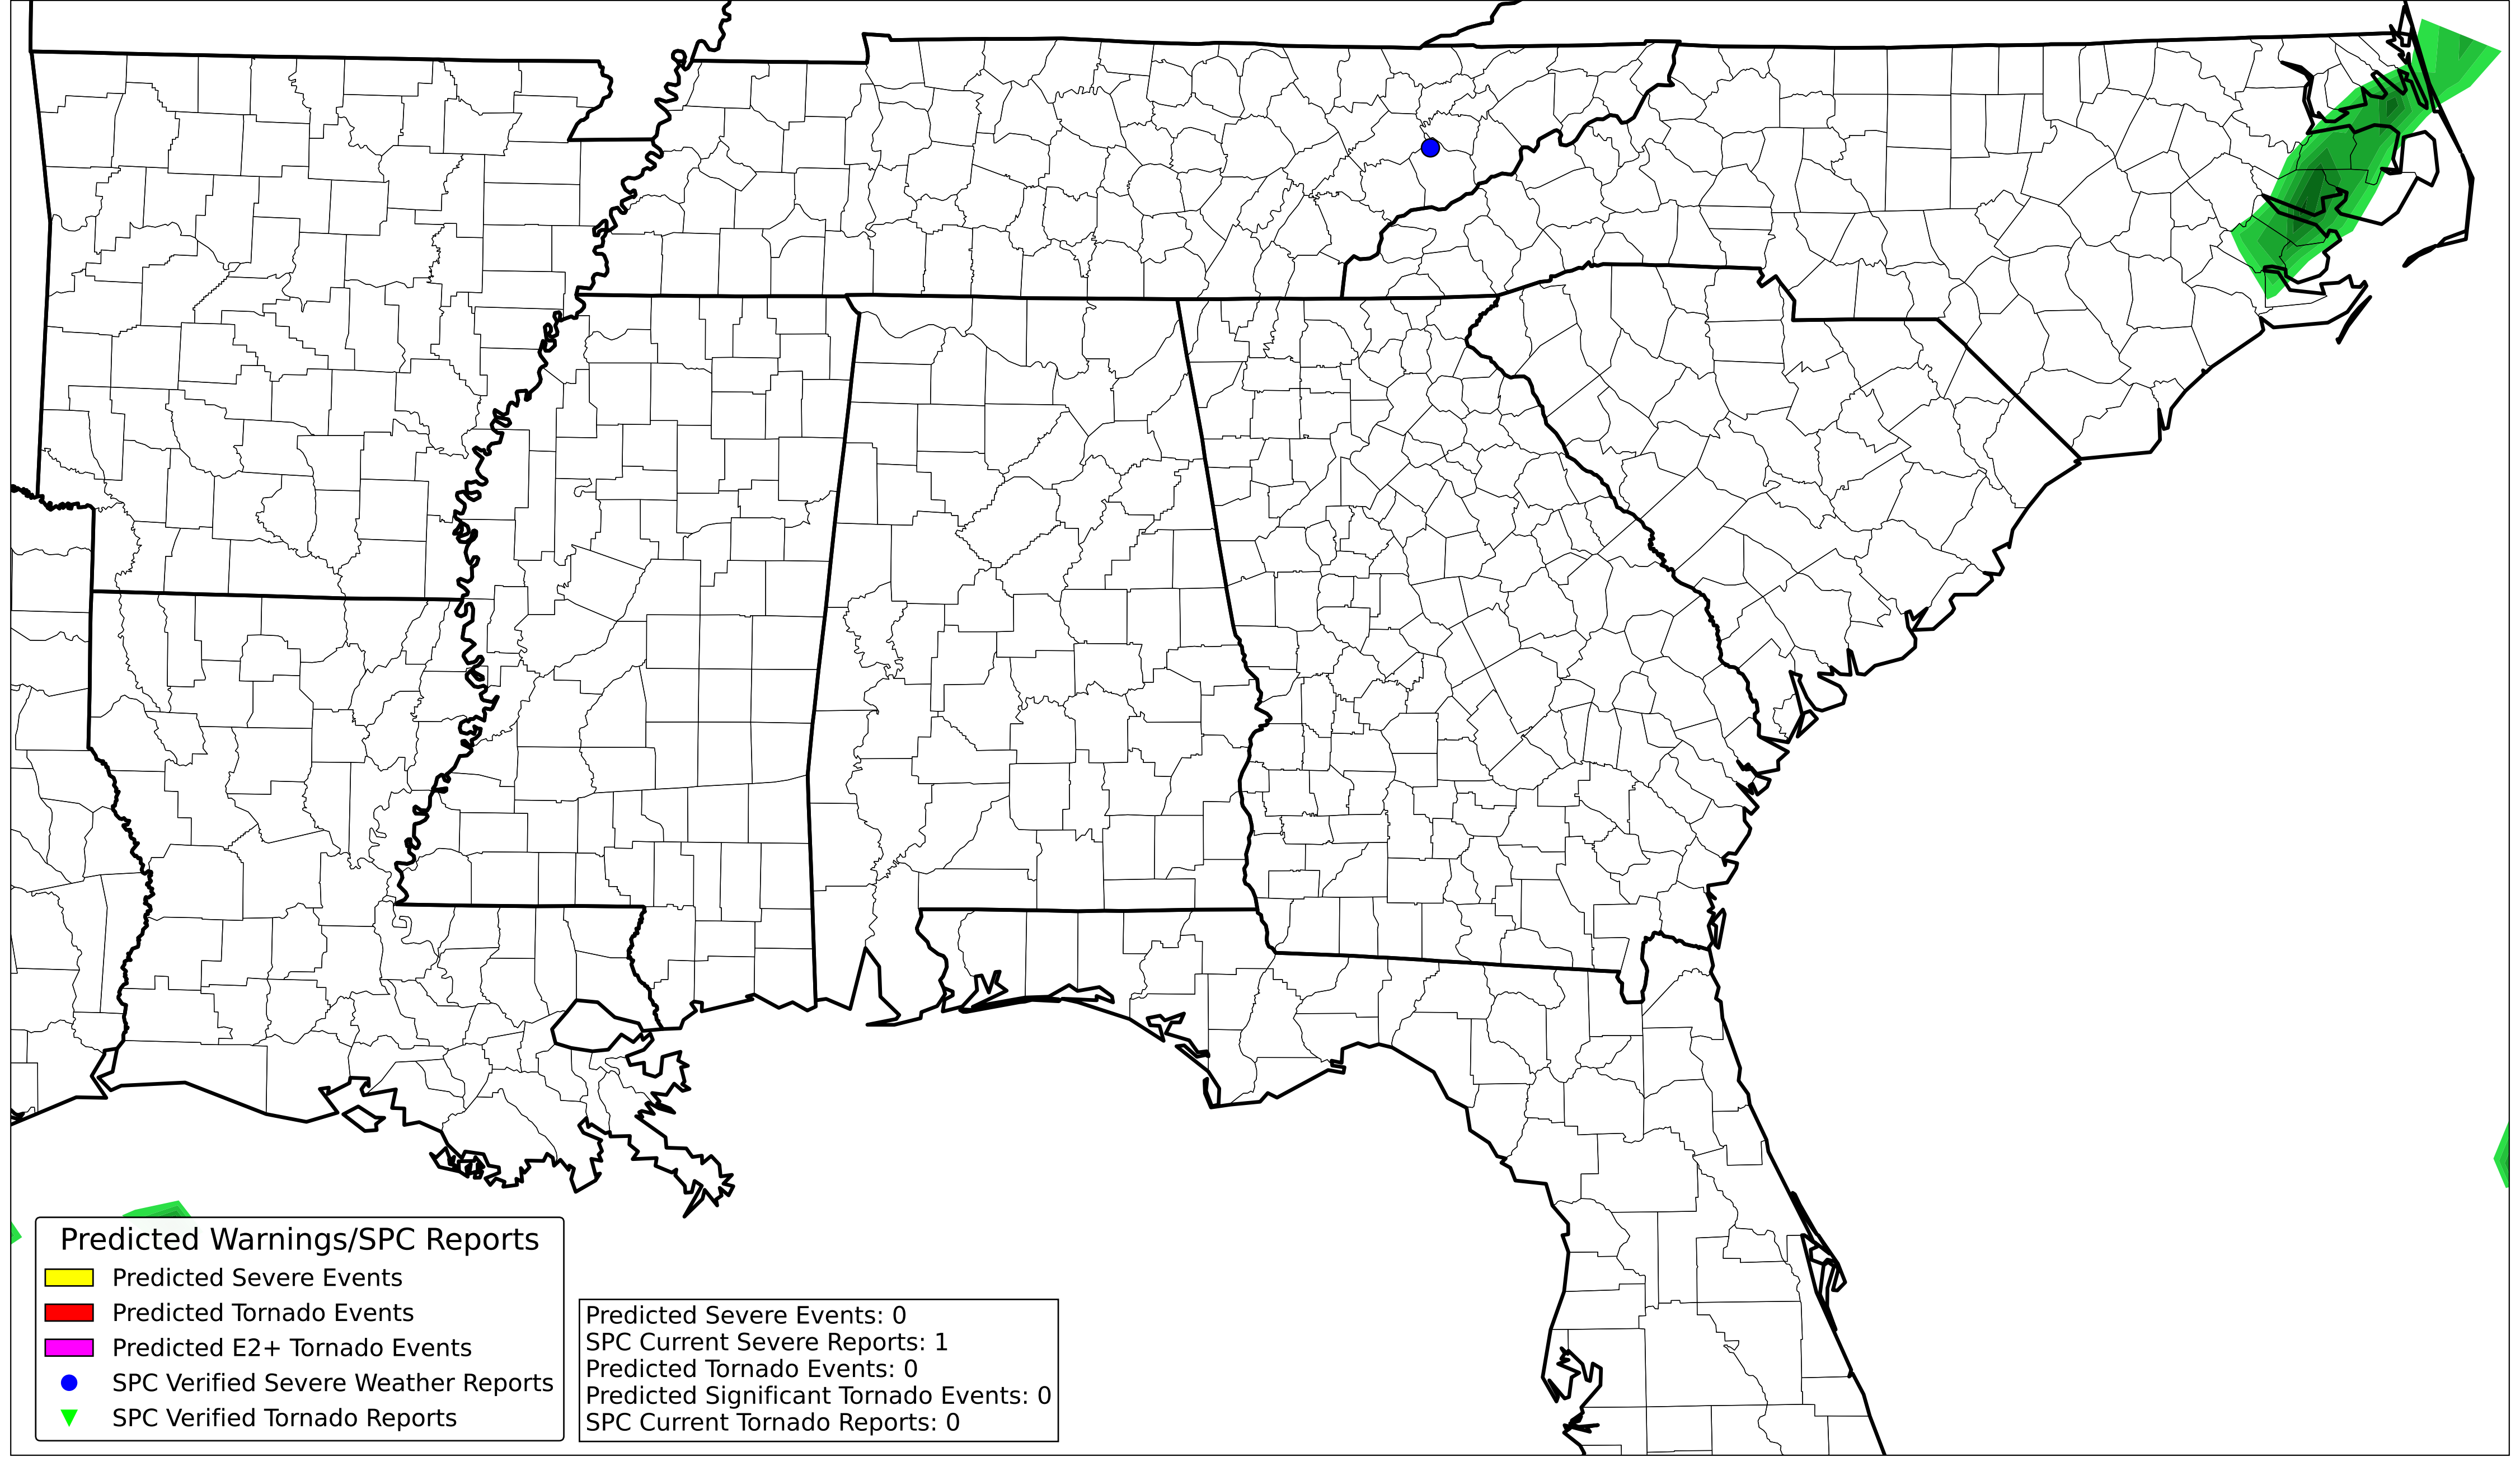 Predicted Warnings/SPC Reports
Predicted Severe Events
Predicted Tornado Events
Predicted E2+ Tornado Events
SPC Verified Severe Weather Reports
SPC Verified Tornado Reports
Predicted Severe Events: 0
SPC Current Severe Reports: 1
Predicted Tornado Events: 0
Predicted Significant Tornado Events: 0
SPC Current Tornado Reports: 0